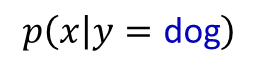 p(x|y = dog)